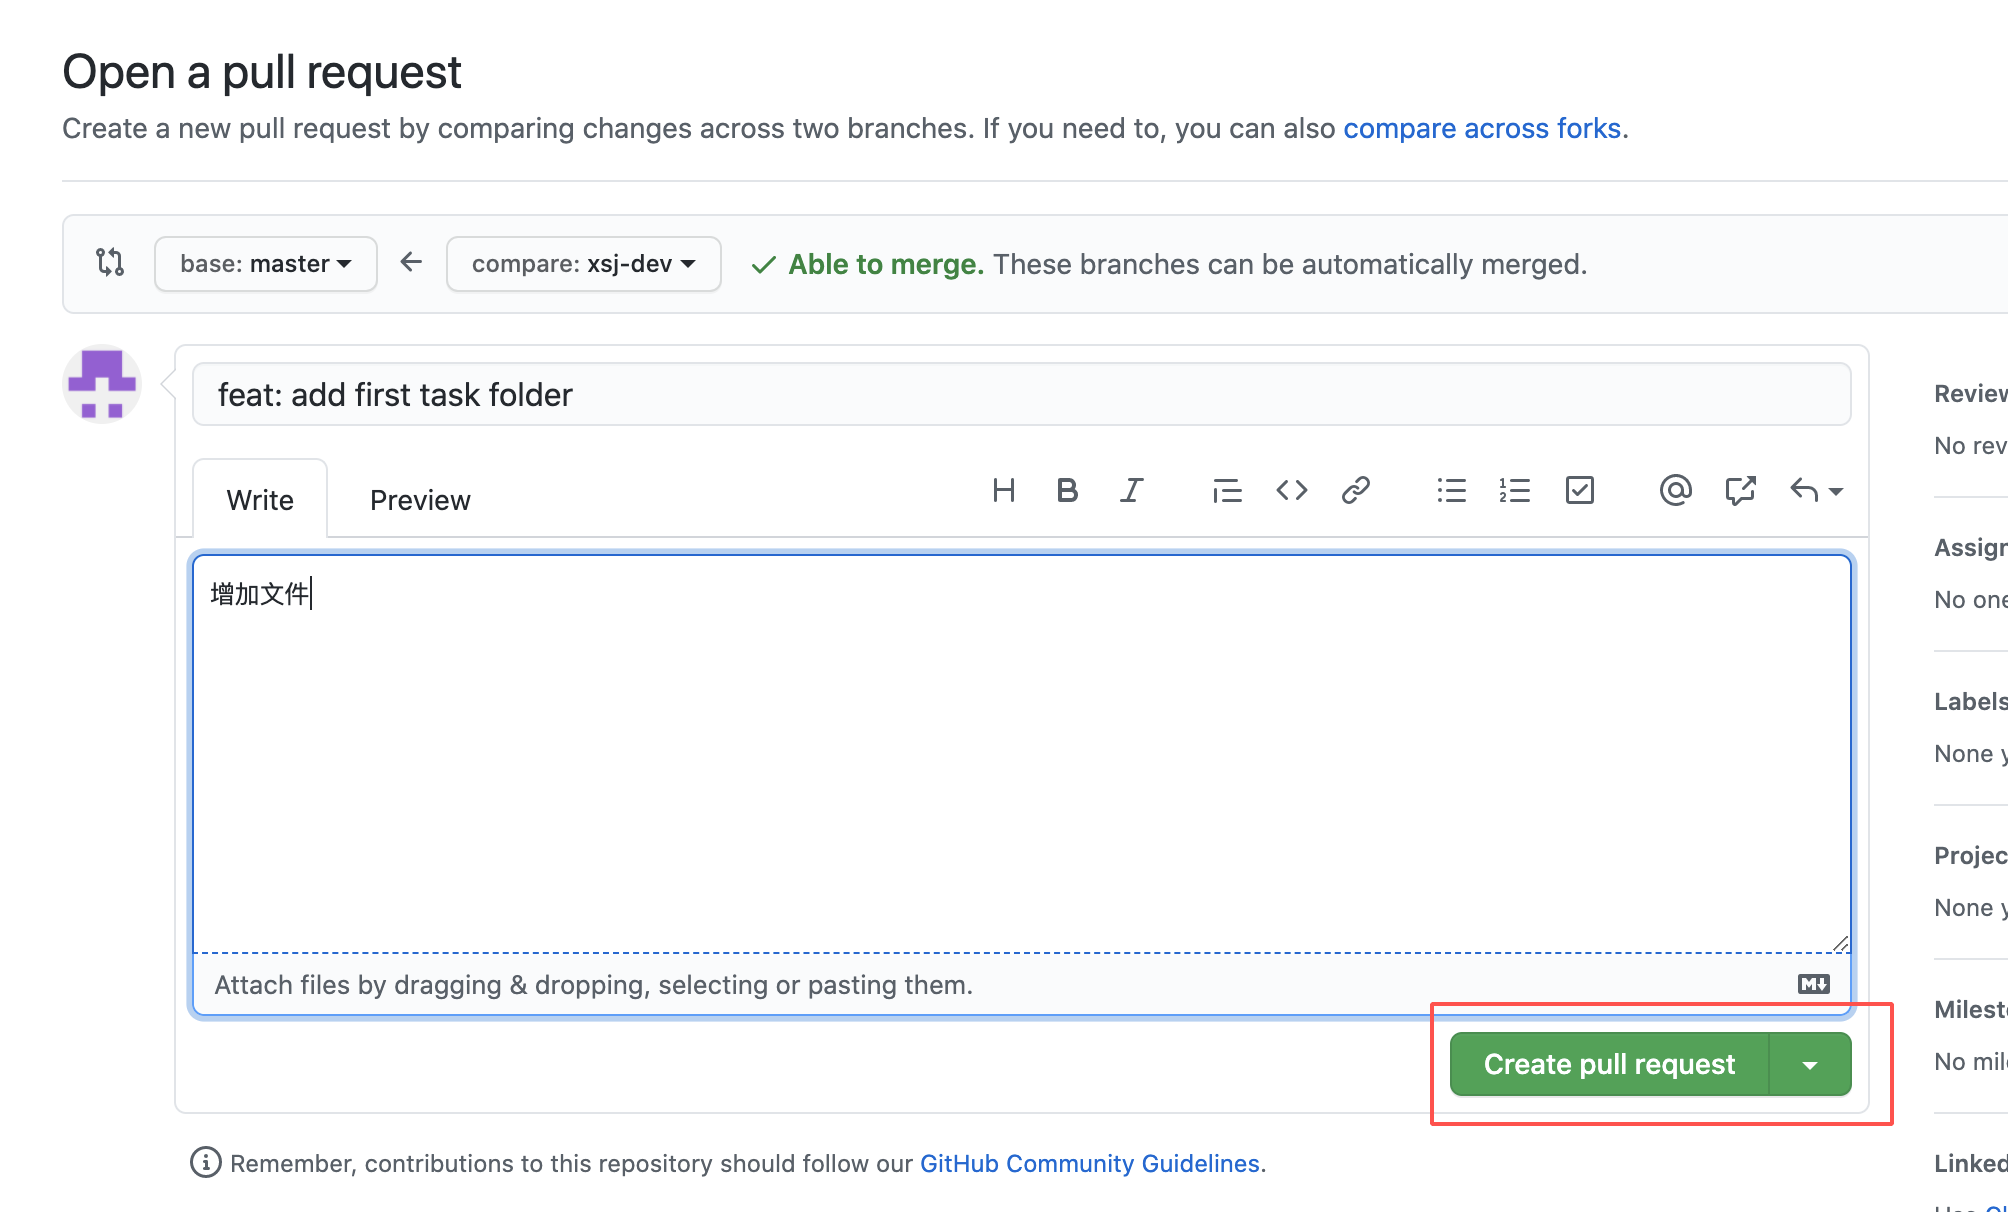 Open a pull request
Create a new pull request by comparing changes across two branches. If you need to, you can also compare across forks.
base: master
compare: xsj-dev
Able to merge. These branches can be automatically merged.
feat: add first task folder
Write
Preview
增加文件
Attach files by dragging & dropping, selecting or pasting them.
Create pull request
Remember, contributions to this repository should follow our GitHub Community Guidelines.
Review
No rev
Assign
No one
Labels
None y
Projec
None y
Milest
No mil
Linked